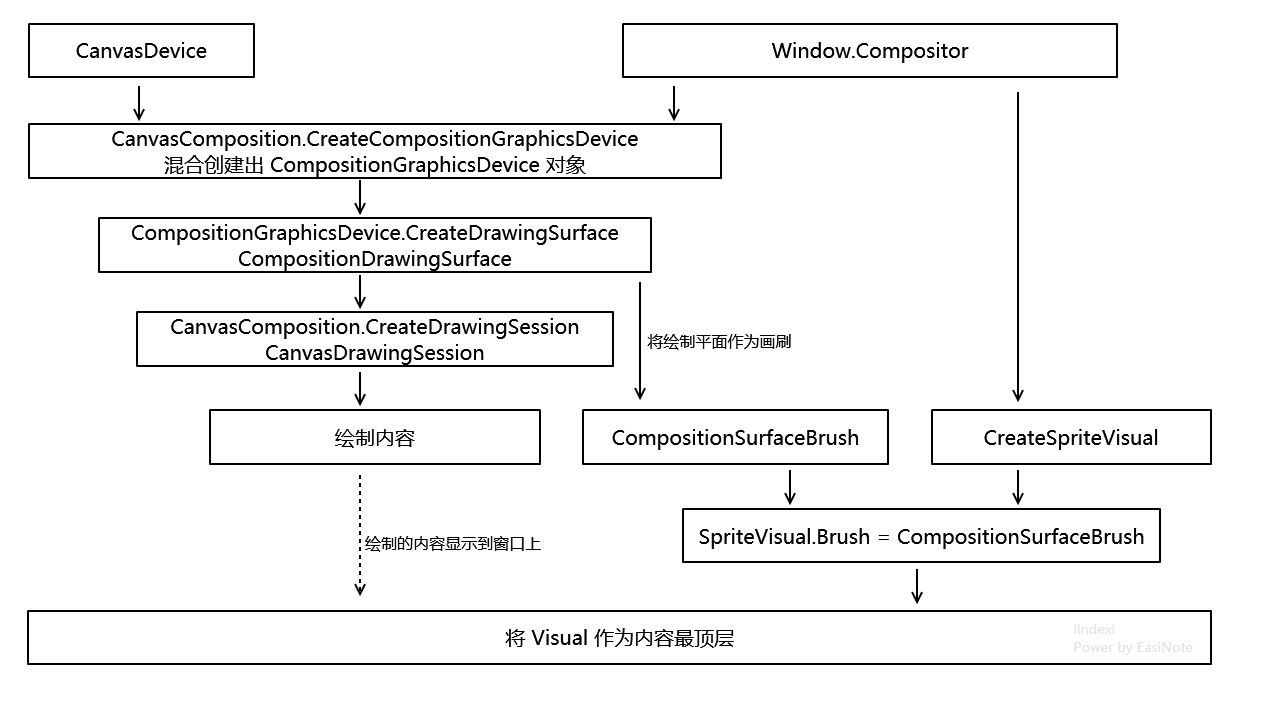 CanvasDevice
Window.Compositor
CanvasComposition.CreateCompositionGraphicsDevice
混合创建出 CompositionGraphicsDevice 对象
CompositionGraphicsDevice.CreateDrawingSurface
CompositionDrawingSurface
CanvasComposition.CreateDrawingSession
CanvasDrawingSession
将绘制平面作为画刷
绘制内容
CompositionSurfaceBrush
CreateSpriteVisual
SpriteVisual.Brush = CompositionSurfaceBrush
绘制的内容显示到窗口上
将 Visual 作为内容最顶层
lindexi
Power by EasiNote